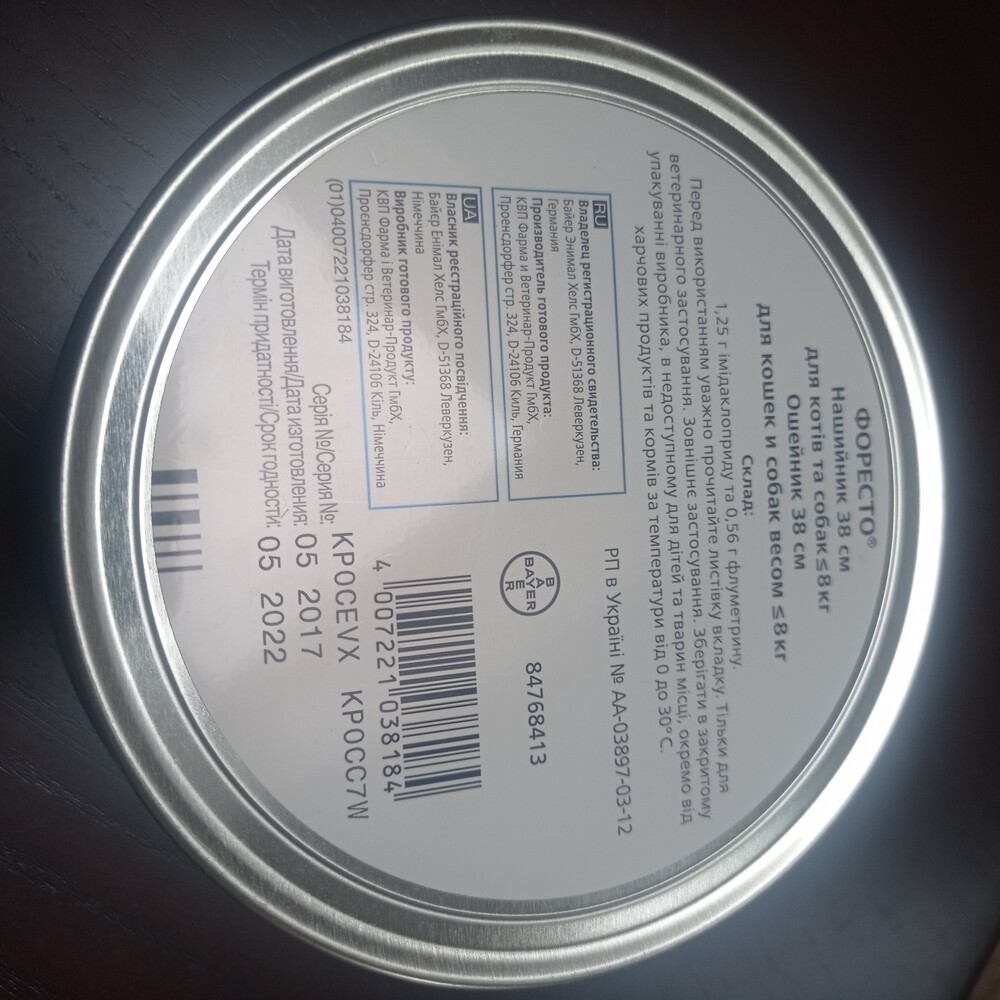 ФОРЕСТО®
Нашийник 38 см
для котів та собак ≤8кг
Ошейник 38 см
для кошек и собак весом ≤8кг
Склад:
1,25 г імідаклоприду та 0,56 г флуметрину.
Перед використанням уважно прочитайте листівку вкладку. Тільки для
ветеринарного застосування. Зовнішнє застосування. Зберігати в закритому
упакуванні виробника, в недоступному для дітей та тварин місці, окремо від
харчових продуктів та кормів за температури від 0 до 30°С.
РП в Україні № АА-03897-03-12
RU
Владелец регистрационного свидетельства:
Байер Энимал Хелс ГмбХ, D-51368 Леверкузен,
Германия
Производитель готового продукта:
КВП Фарма и Ветеринар-Продукт ГмбХ,
Проенсдорфер стр. 324, D-24106 Киль, Германия
BAYER
BAYER
84768413
UA
Власник реєстраційного посвідчення:
Байєр Енімал Хелс ГмбХ, D-51368 Леверкузен,
Німеччина
Виробник готового продукту:
КВП Фарма і Ветеринар-Продукт ГмбХ,
Проєнсдорфер стр. 324, D-24106 Кіль, Німеччина
4 007221 038184
(01)04007221038184
Серія №/Серия №: KP0CEVX KP0CC7W
Дата виготовлення/Дата изготовления: 05 2017
Термін придатності/Срок годности: 05 2022